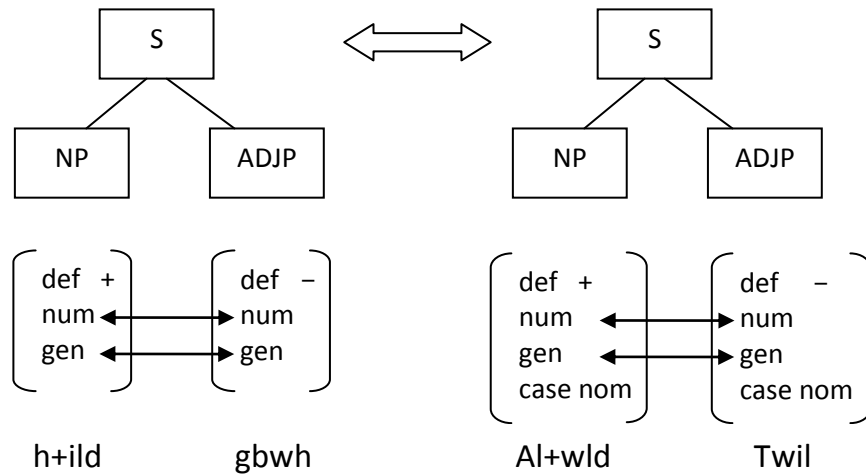 S S
NP ADJP NP ADJP
def + def − def + def −
num num num num
gen gen gen gen
case nom case nom
h+ild gbwh Al+wld Twil